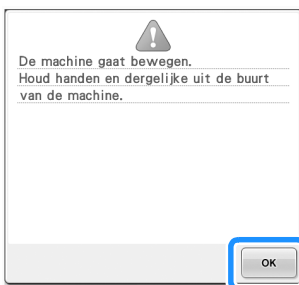 De machine gaat bewegen.
Houd handen en dergelijke uit de buurt
van de machine.
OK